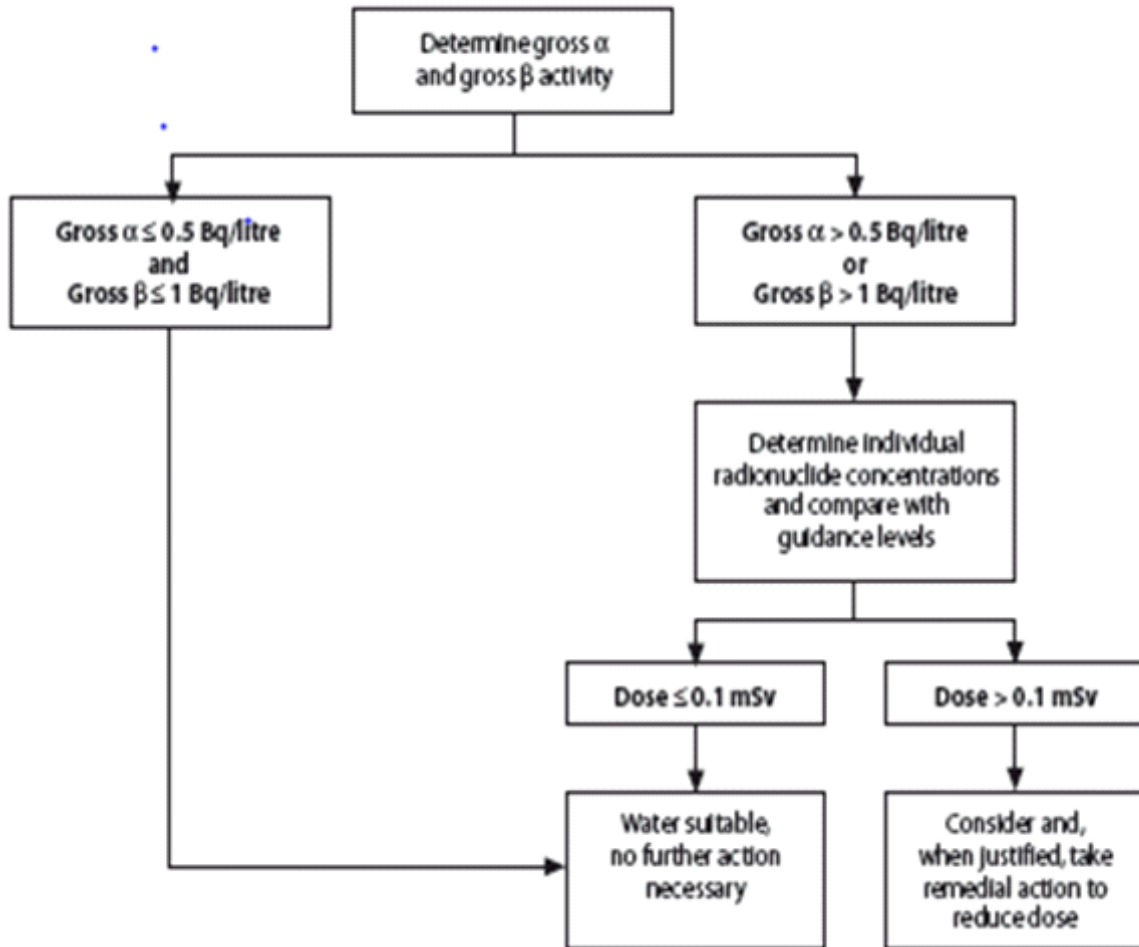 Determine gross α
and gross β activity
Gross α ≤ 0.5 Bq/litre
and
Gross β ≤ 1 Bq/litre
Gross α > 0.5 Bq/litre
or
Gross β > 1 Bq/litre
Determine individual
radionuclide concentrations
and compare with
guidance levels
Dose ≤ 0.1 mSv
Dose > 0.1 mSv
Water suitable,
no further action
necessary
Consider and,
when justified, take
remedial action to
reduce dose